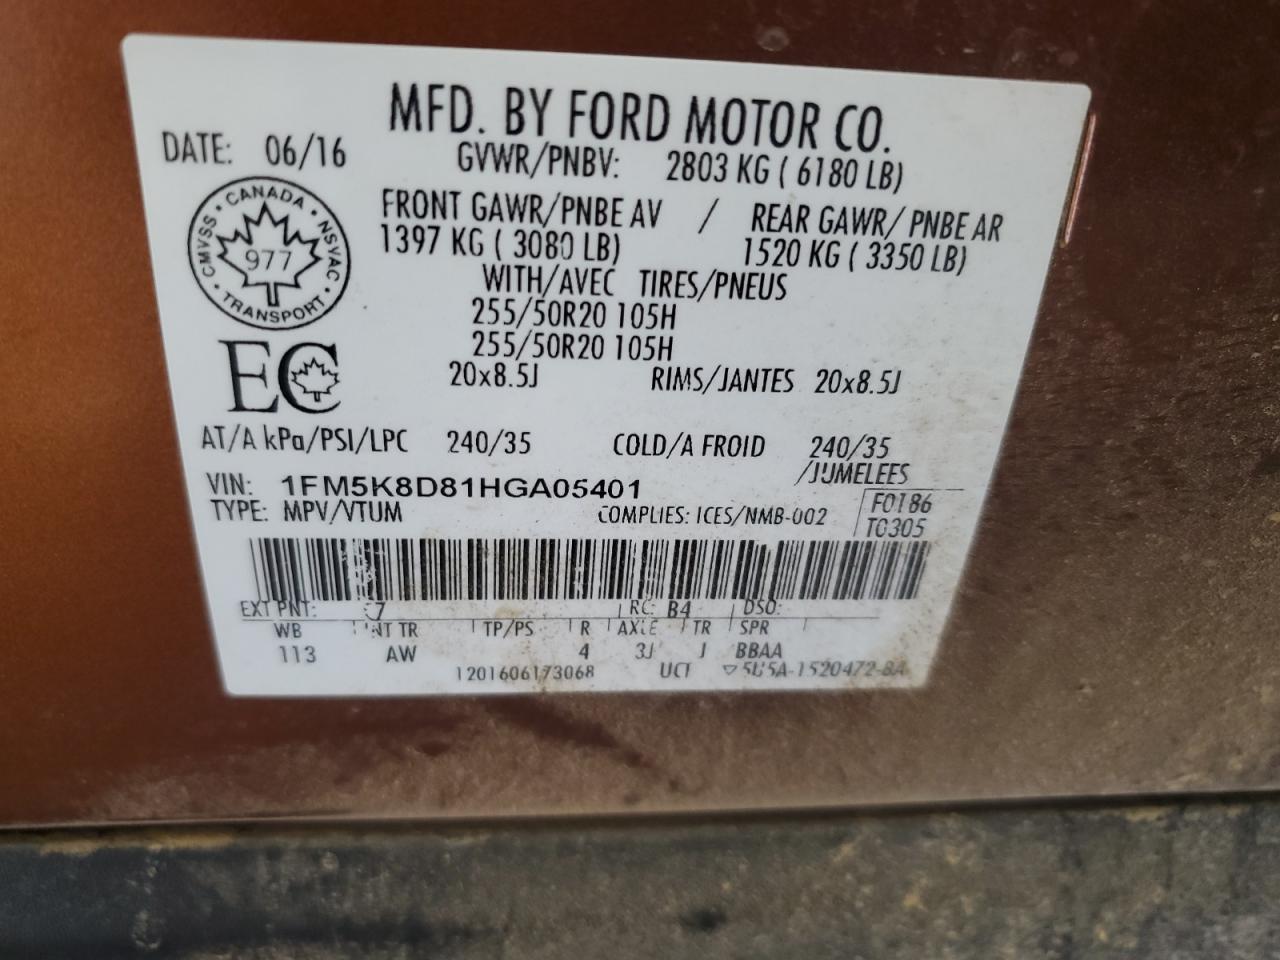 MFD. BY FORD MOTOR CO.
DATE: 06/16
GVWR/PNBV: 2803 KG ( 6180 LB)
FRONT GAWR/PNBE AV / REAR GAWR/ PNBE AR
1397 KG ( 3080 LB) 1520 KG ( 3350 LB)
WITH/AVEC TIRES/PNEUS
255/50R20 105H
255/50R20 105H
20x8.5J RIMS/JANTES 20x8.5J
CANADA • NSVAC • TRANSPORT • CMVSS •
977
EC
AT/A kPa/PSI/LPC 240/35 COLD/A FROID 240/35
/JUMELEES
VIN: 1FM5K8D81HGA05401
TYPE: MPV/VTUM COMPLIES: ICES/NMB-002
F0186
T0305
EXT PNT: RC: B4 DSO:
WB INT TR TP/PS R AXLE TR SPR
113 AW 4 3J J BBAA
1201606173068 UCT